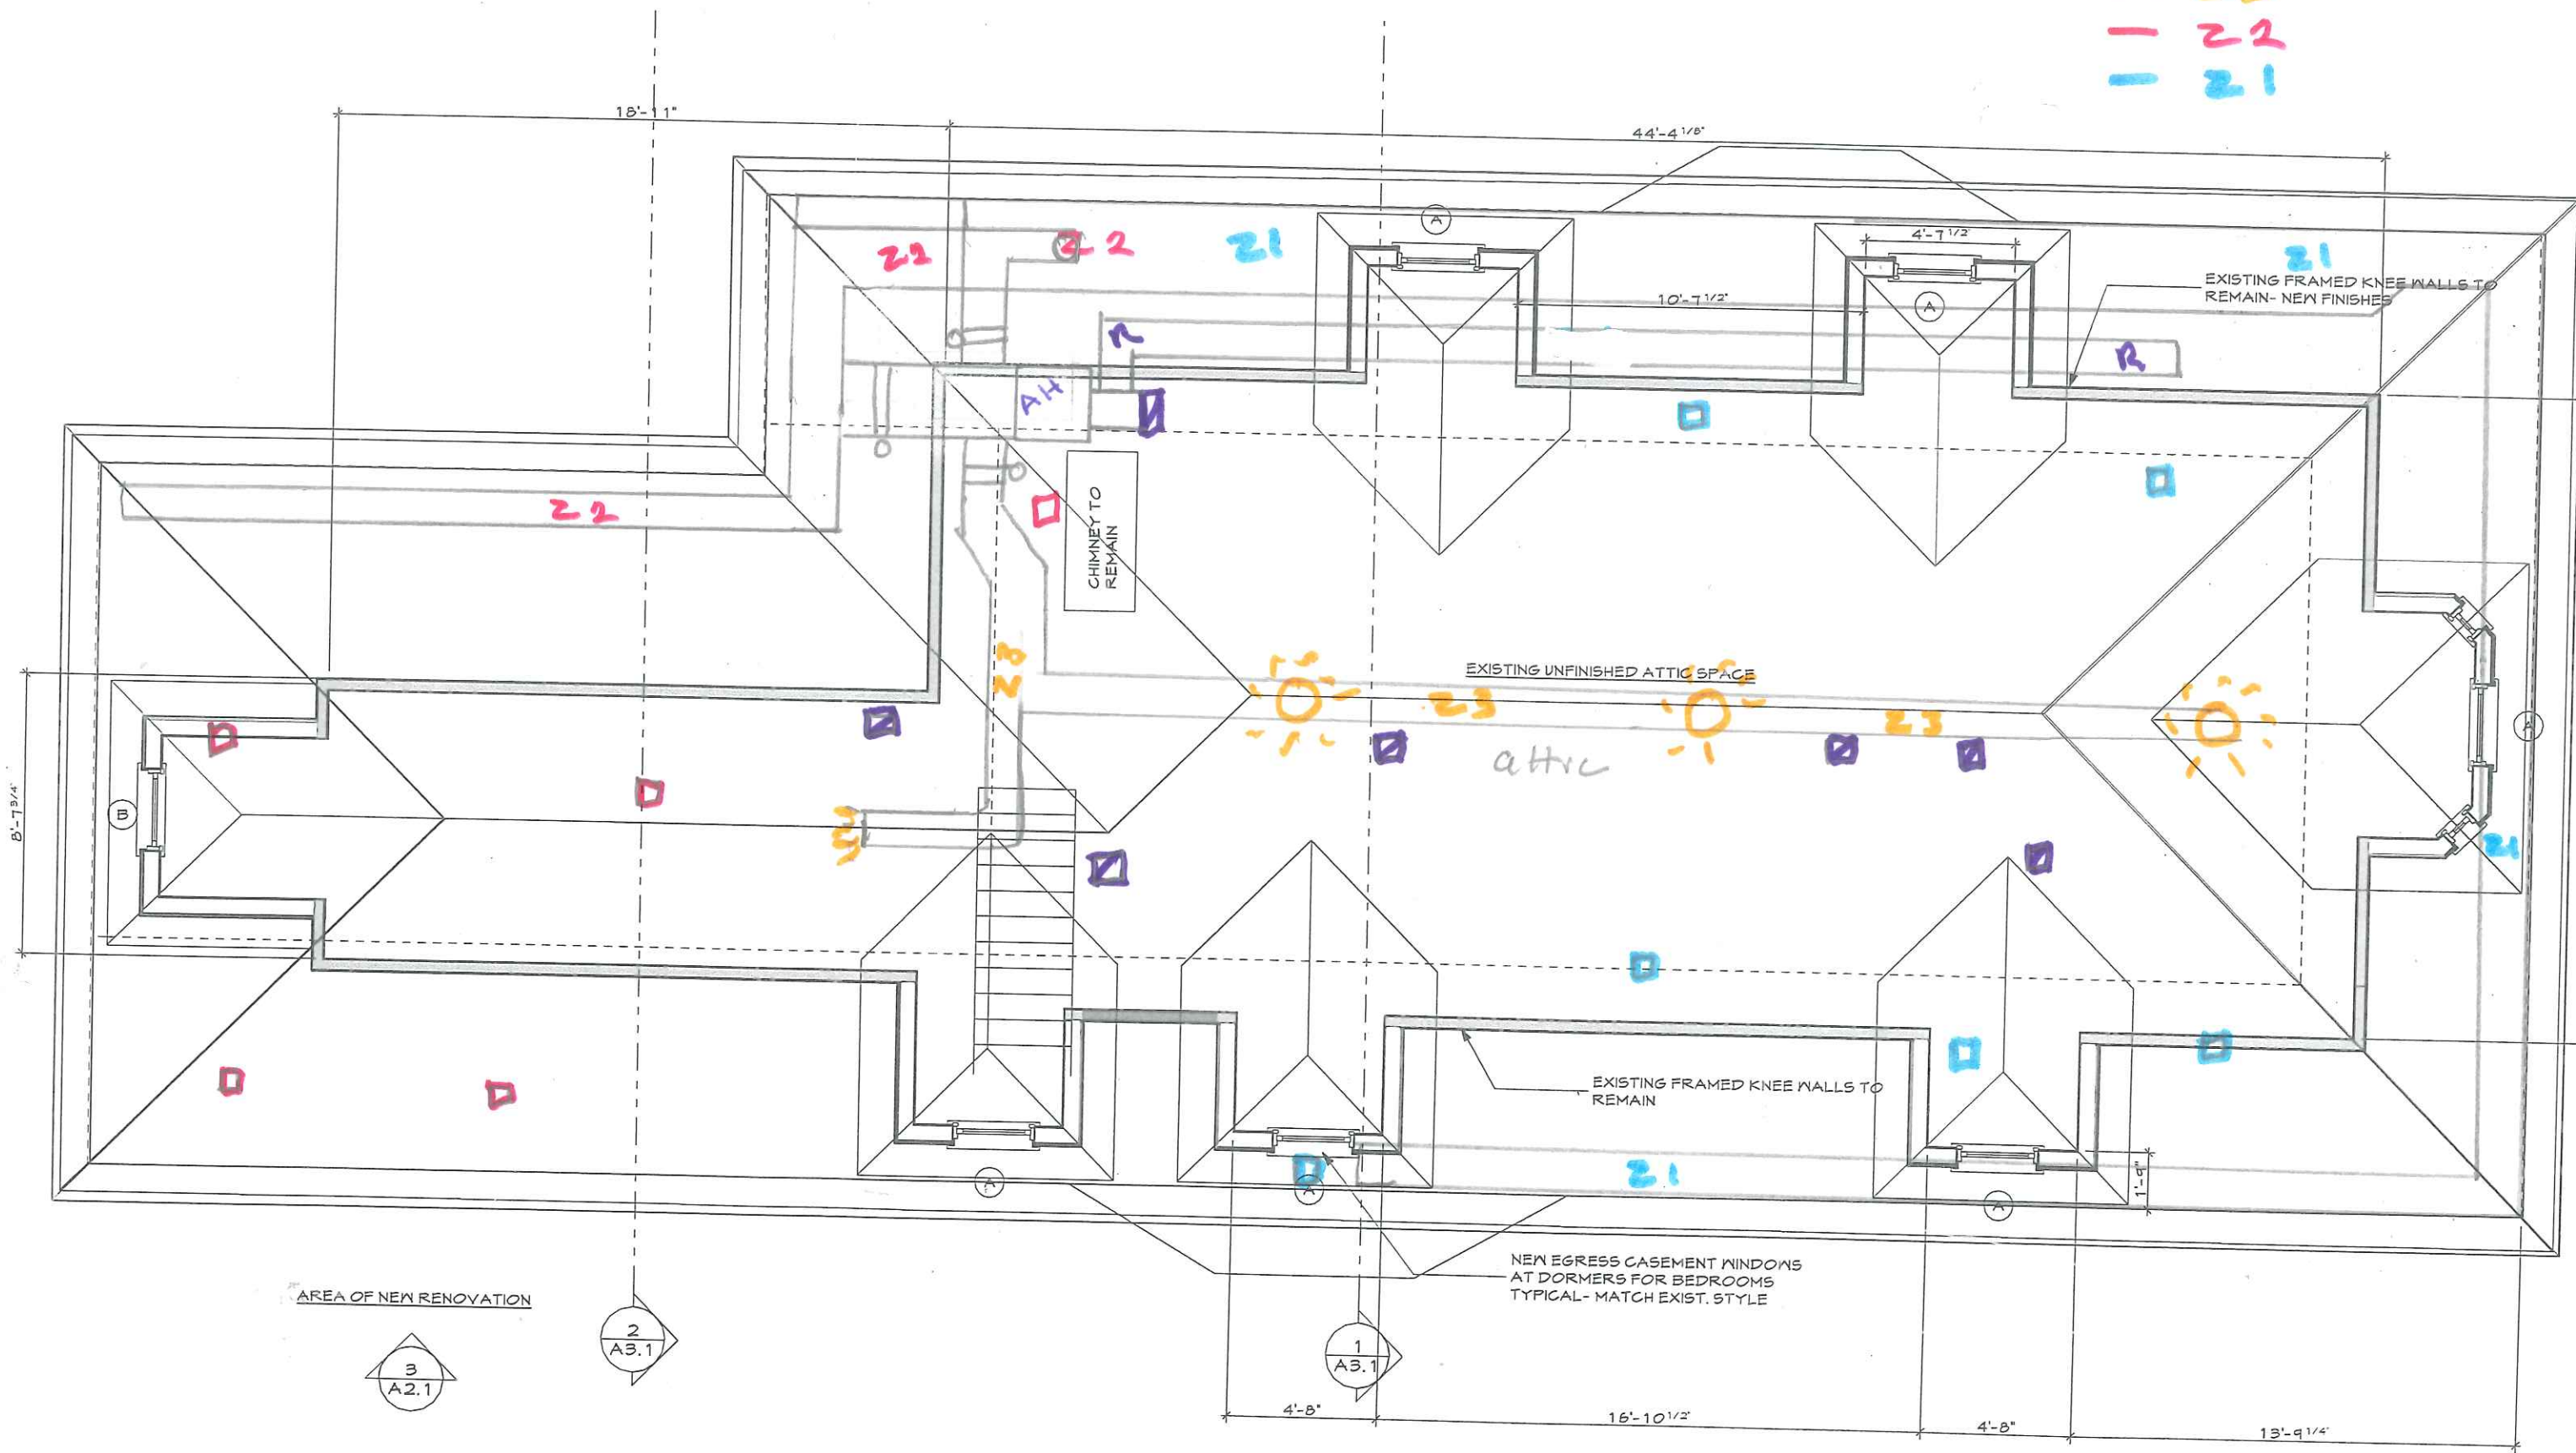 Z2
Z1
18'-11"
44'-4 1/8"
A
Z2
Z2
Z1
4'-7 1/2"
Z1
EXISTING FRAMED KNEE WALLS TO
REMAIN- NEW FINISHES
10'-7 1/2"
A
R
R
AH
Z2
CHIMNEY TO
REMAIN
Z3
EXISTING UNFINISHED ATTIC SPACE
Z3
Z3
attic
A
8'-7 3/4"
B
Z3
Z1
EXISTING FRAMED KNEE WALLS TO
REMAIN
Z1
1'-9"
A
A
A
NEW EGRESS CASEMENT WINDOWS
AT DORMERS FOR BEDROOMS
TYPICAL- MATCH EXIST. STYLE
AREA OF NEW RENOVATION
2
A3.1
1
A3.1
3
A2.1
4'-8"
16'-10 1/2"
4'-8"
13'-9 1/4"